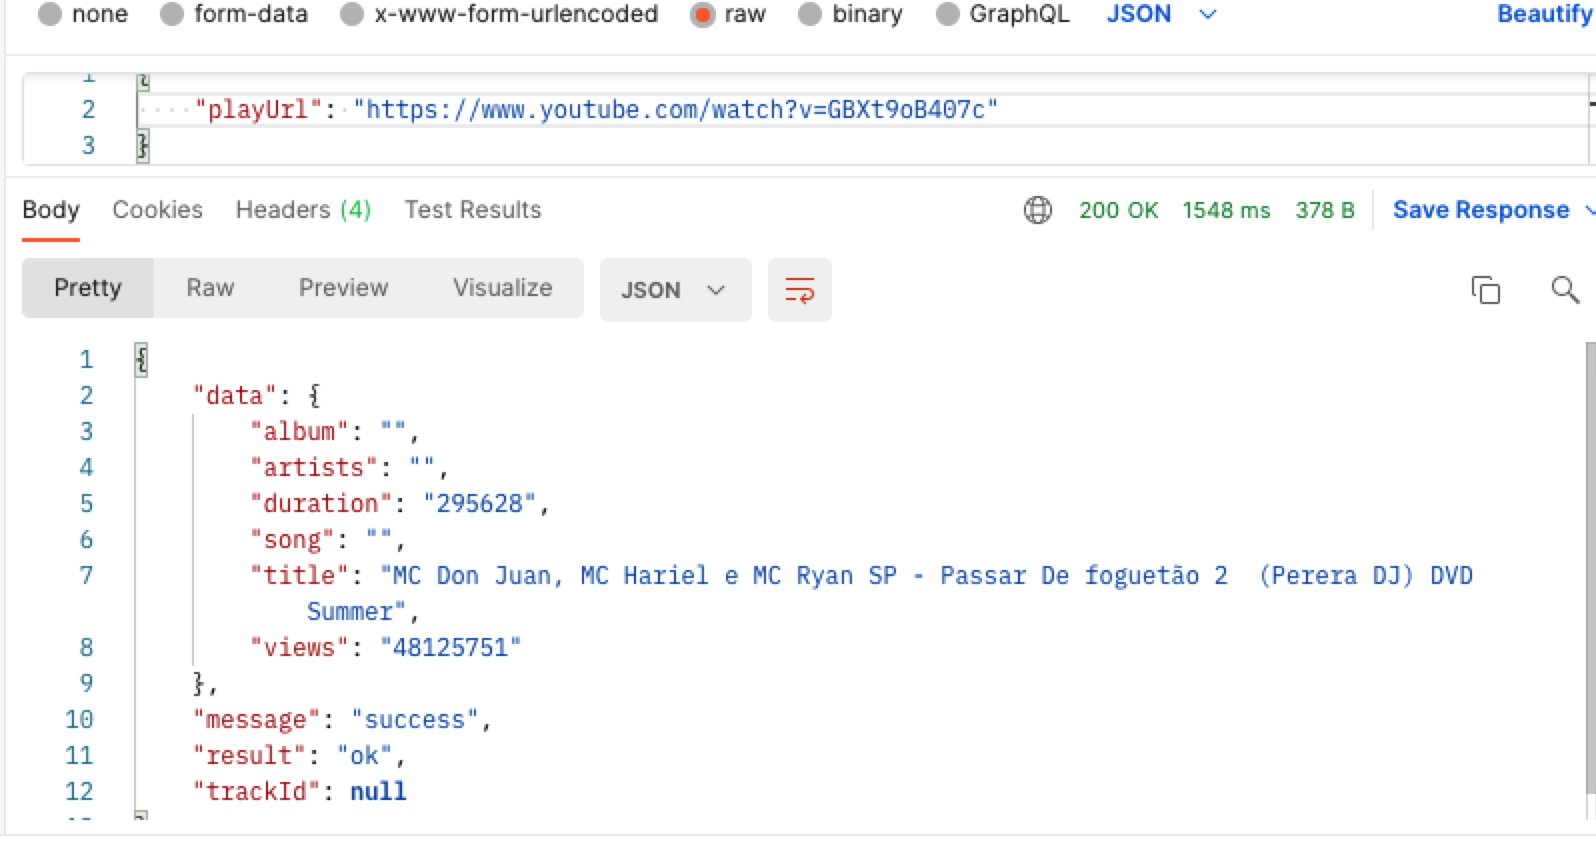 none form-data x-www-form-urlencoded raw binary GraphQL JSON Beautify
1 {
2 "playUrl": "https://www.youtube.com/watch?v=GBXt9oB407c"
3 }
Body Cookies Headers (4) Test Results 200 OK 1548 ms 378 B Save Response
Pretty Raw Preview Visualize JSON
1 {
2 "data": {
3 "album": "",
4 "artists": "",
5 "duration": "295628",
6 "song": "",
7 "title": "MC Don Juan, MC Hariel e MC Ryan SP - Passar De foguetão 2  (Perera DJ) DVD
Summer",
8 "views": "48125751"
9 },
10 "message": "success",
11 "result": "ok",
12 "trackId": null